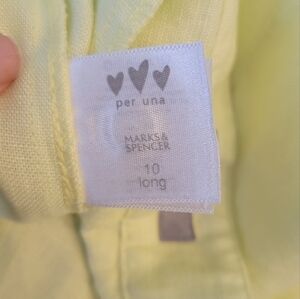 per una
MARKS&
SPENCER
10
long